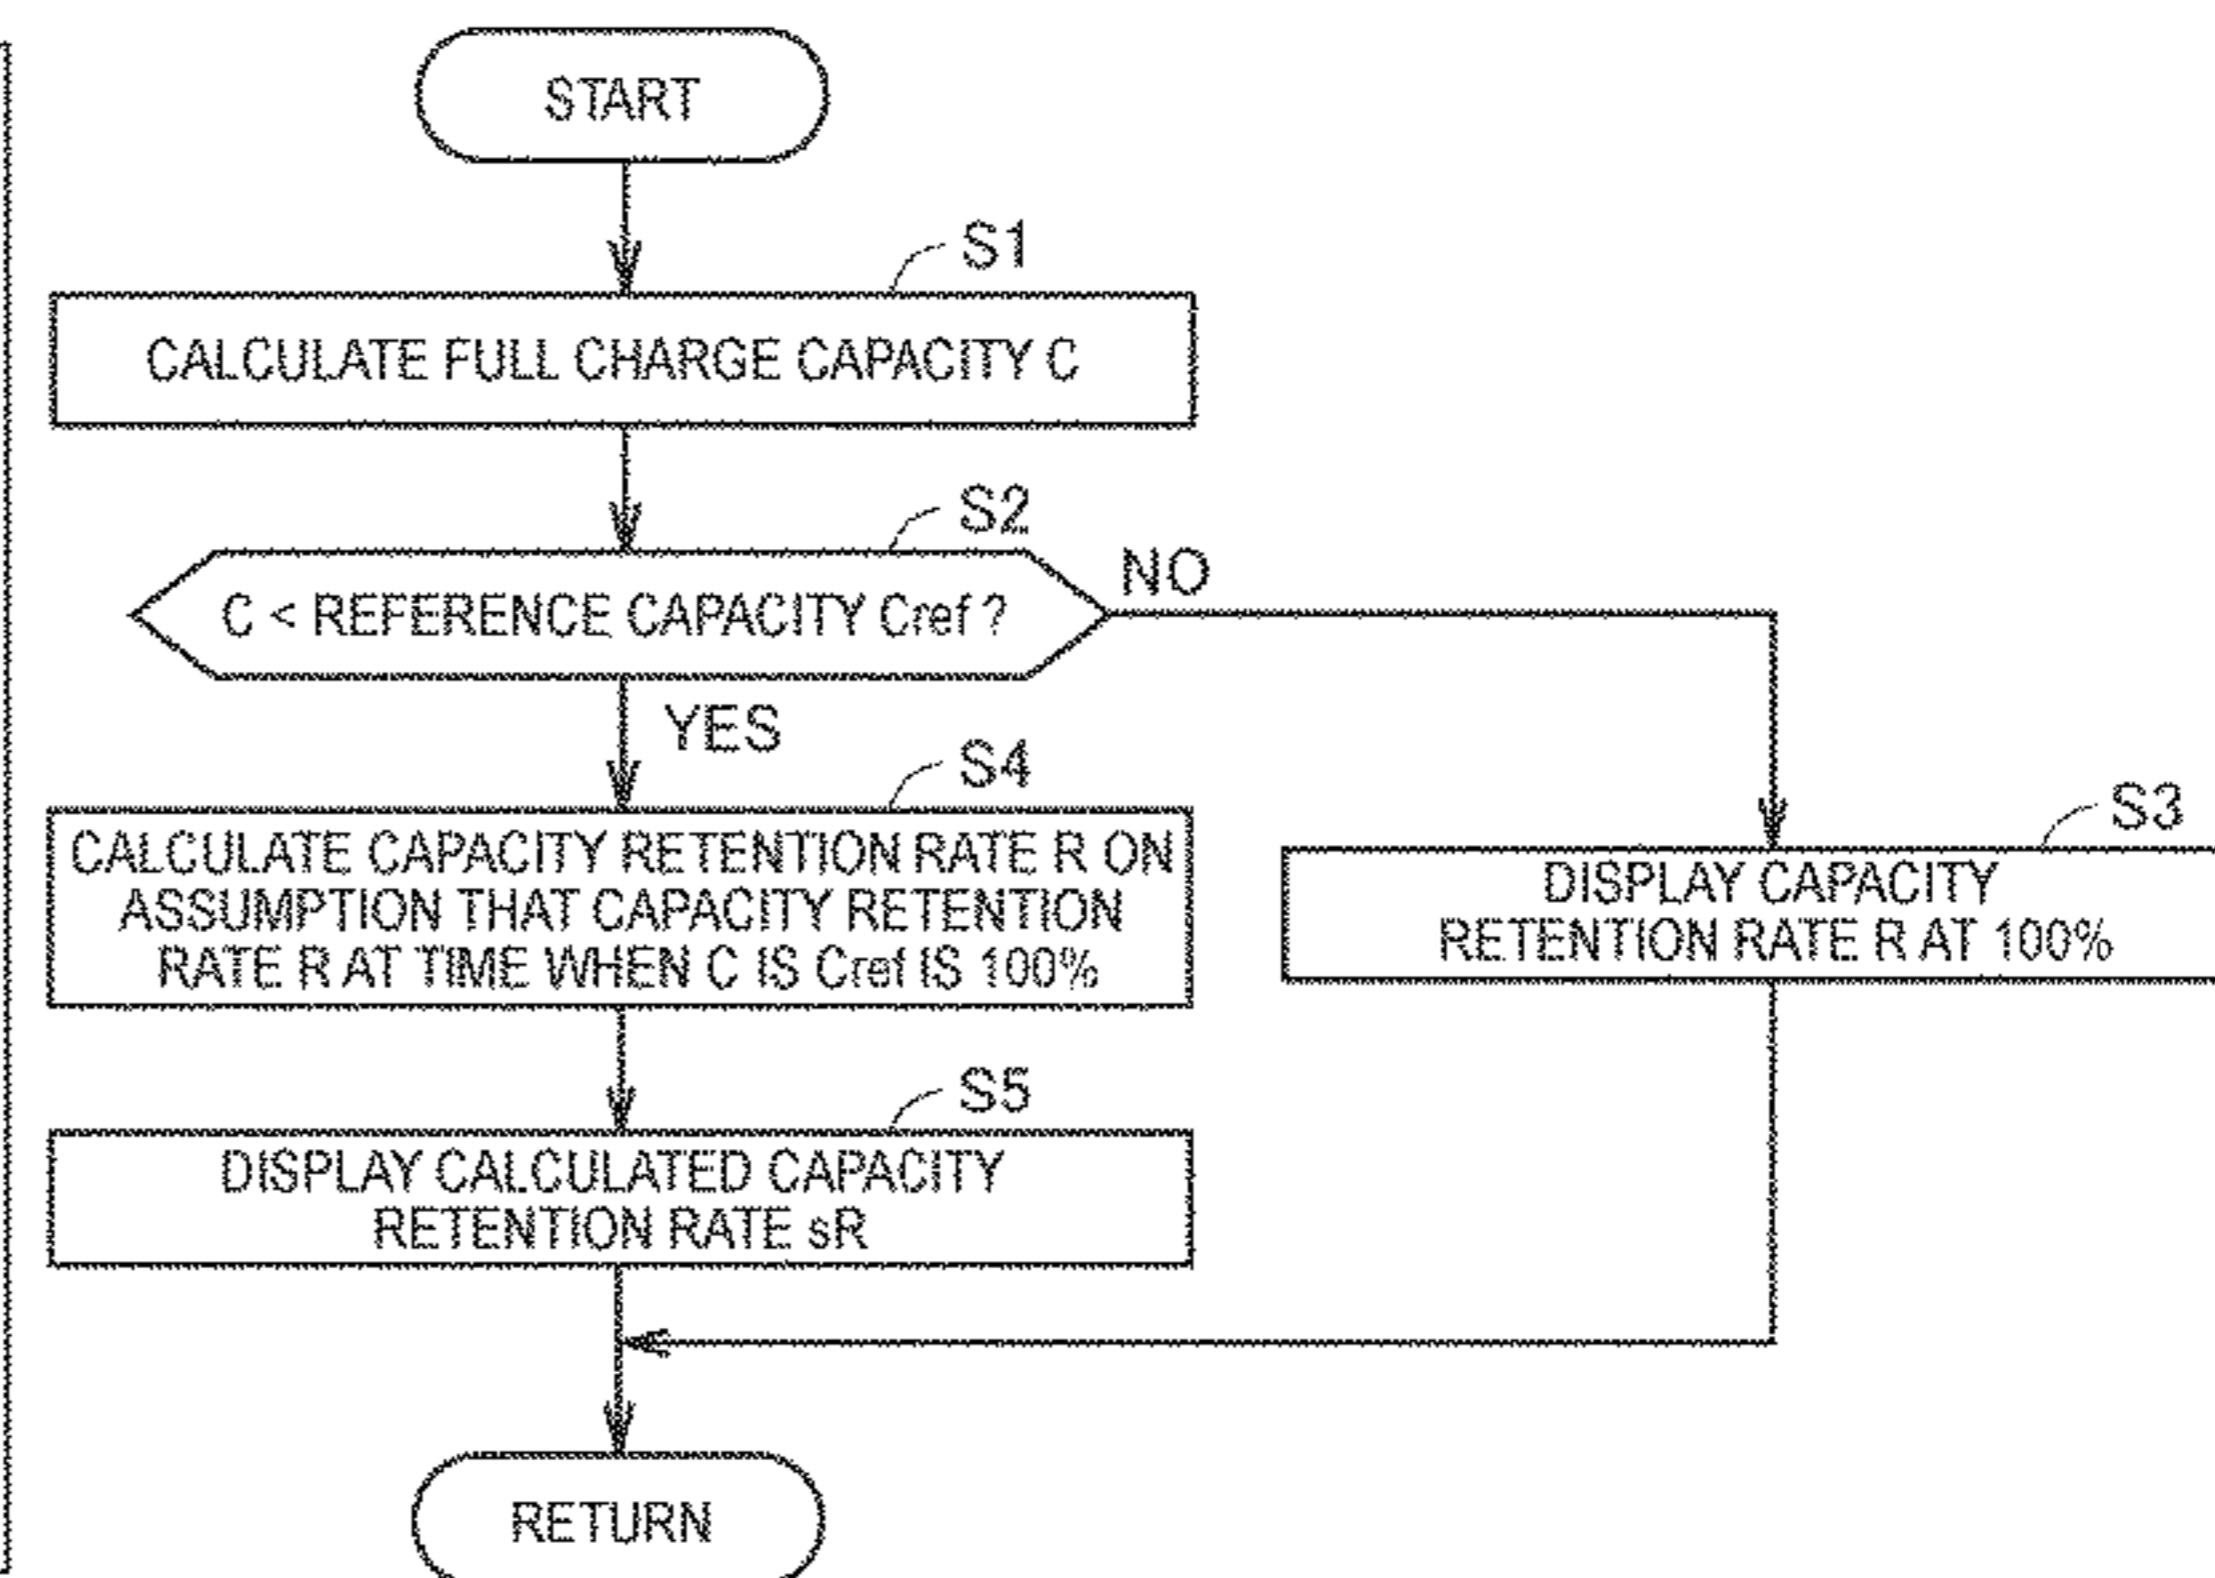 START
S1
CALCULATE FULL CHARGE CAPACITY C
S2
C < REFERENCE CAPACITY Cref ?
NO
YES
S4
CALCULATE CAPACITY RETENTION RATE R ON
ASSUMPTION THAT CAPACITY RETENTION
RATE R AT TIME WHEN C IS Cref IS 100%
S3
DISPLAY CAPACITY
RETENTION RATE R AT 100%
S5
DISPLAY CALCULATED CAPACITY
RETENTION RATE sR
RETURN